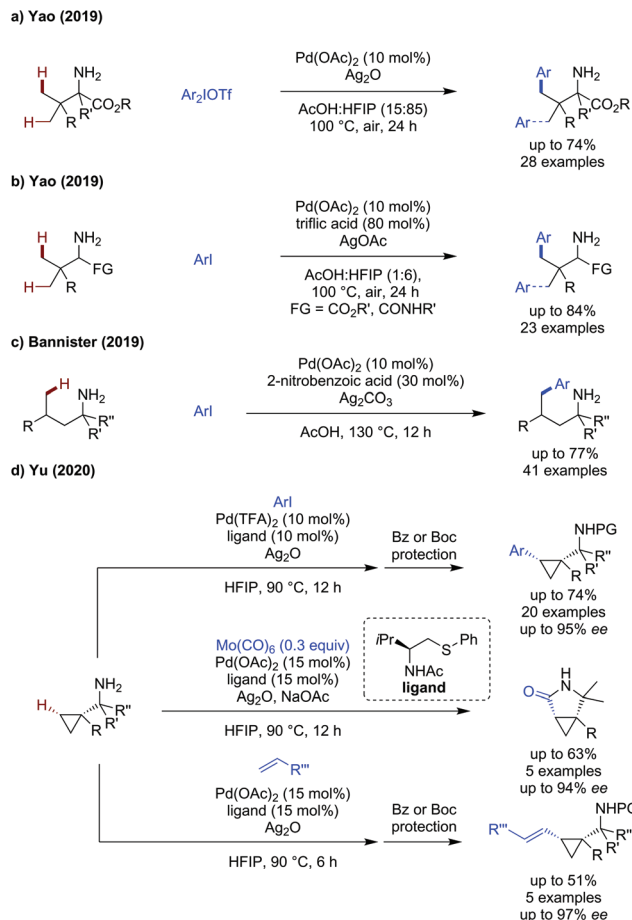 a) Yao (2019)
H
NH2
H
R
R'
CO2R
Ar2IOTf
Pd(OAc)2 (10 mol%)
Ag2O
AcOH:HFIP (15:85)
100 °C, air, 24 h
Ar
NH2
Ar
R
R'
CO2R
up to 74%
28 examples
b) Yao (2019)
H
NH2
H
R
FG
ArI
Pd(OAc)2 (10 mol%)
triflic acid (80 mol%)
AgOAc
AcOH:HFIP (1:6),
100 °C, air, 24 h
FG = CO2R', CONHR'
Ar
NH2
Ar
R
FG
up to 84%
23 examples
c) Bannister (2019)
H
NH2
R
R'
R''
ArI
Pd(OAc)2 (10 mol%)
2-nitrobenzoic acid (30 mol%)
Ag2CO3
AcOH, 130 °C, 12 h
Ar
NH2
R
R'
R''
up to 77%
41 examples
d) Yu (2020)
ArI
Pd(TFA)2 (10 mol%)
ligand (10 mol%)
Ag2O
HFIP, 90 °C, 12 h
Bz or Boc
protection
NHPG
Ar
R''
R'
R
up to 74%
20 examples
up to 95% ee
Mo(CO)6 (0.3 equiv)
Pd(OAc)2 (15 mol%)
ligand (15 mol%)
Ag2O, NaOAc
HFIP, 90 °C, 12 h
iPr
S
Ph
NHAc
ligand
H
N
O
R
up to 63%
5 examples
up to 94% ee
NH2
H
R''
R'
R
R'''
Pd(OAc)2 (15 mol%)
ligand (15 mol%)
Ag2O
HFIP, 90 °C, 6 h
Bz or Boc
protection
NHPG
R'''
R''
R'
R
up to 51%
5 examples
up to 97% ee